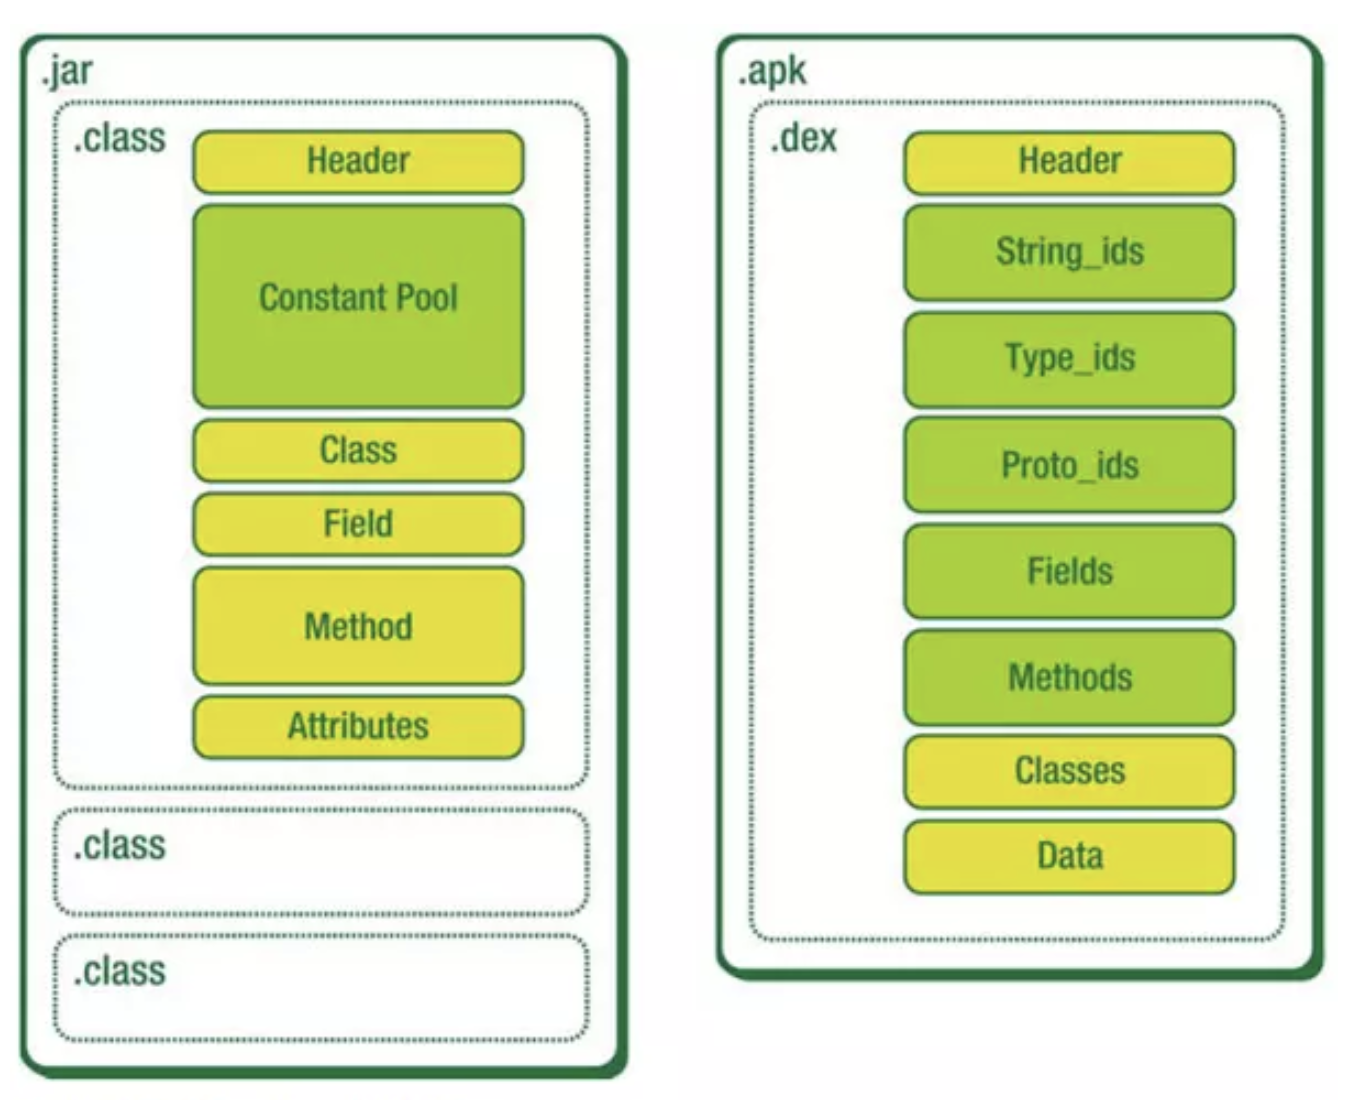 .jar
.class
Header
Constant Pool
Class
Field
Method
Attributes
.class
.class
.apk
.dex
Header
String_ids
Type_ids
Proto_ids
Fields
Methods
Classes
Data